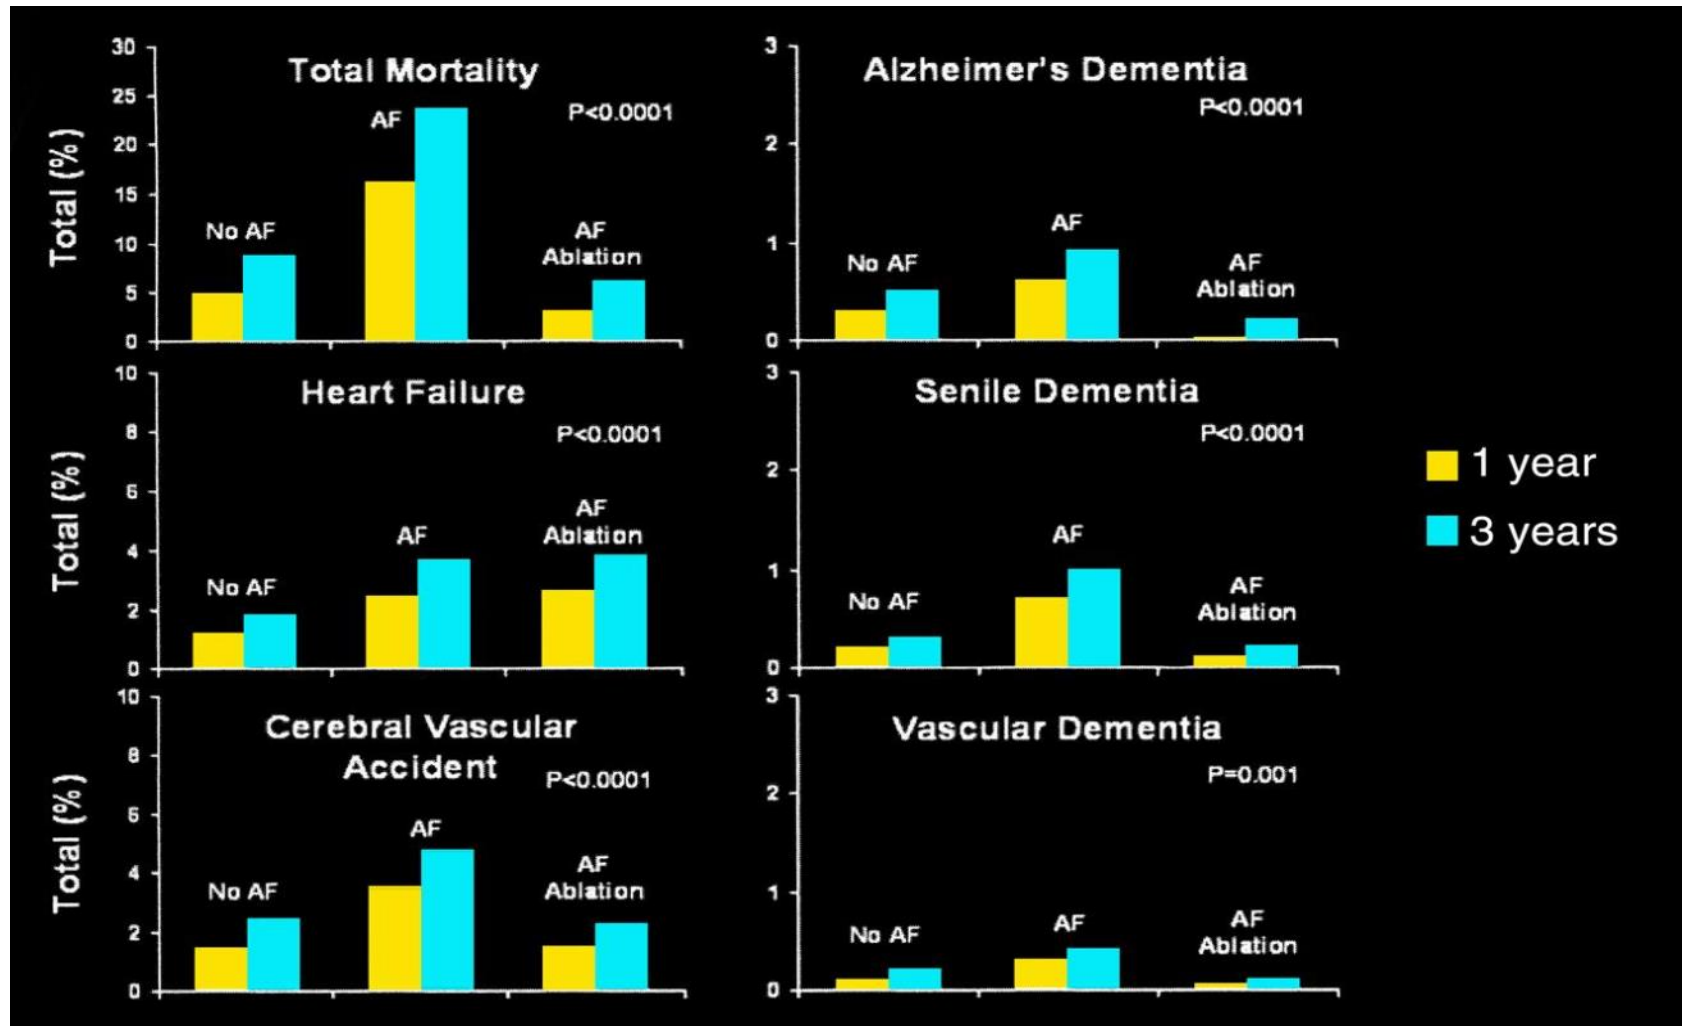 Total Mortality
P<0.0001
Total (%)
30
25
20
15
10
5
0
No AF
AF
AF
Ablation
Alzheimer's Dementia
P<0.0001
3
2
1
0
No AF
AF
AF
Ablation
Heart Failure
P<0.0001
Total (%)
10
8
6
4
2
0
No AF
AF
AF
Ablation
Senile Dementia
P<0.0001
3
2
1
0
No AF
AF
AF
Ablation
1 year
3 years
Cerebral Vascular
Accident
P<0.0001
Total (%)
10
8
6
4
2
0
No AF
AF
AF
Ablation
Vascular Dementia
P=0.001
3
2
1
0
No AF
AF
AF
Ablation